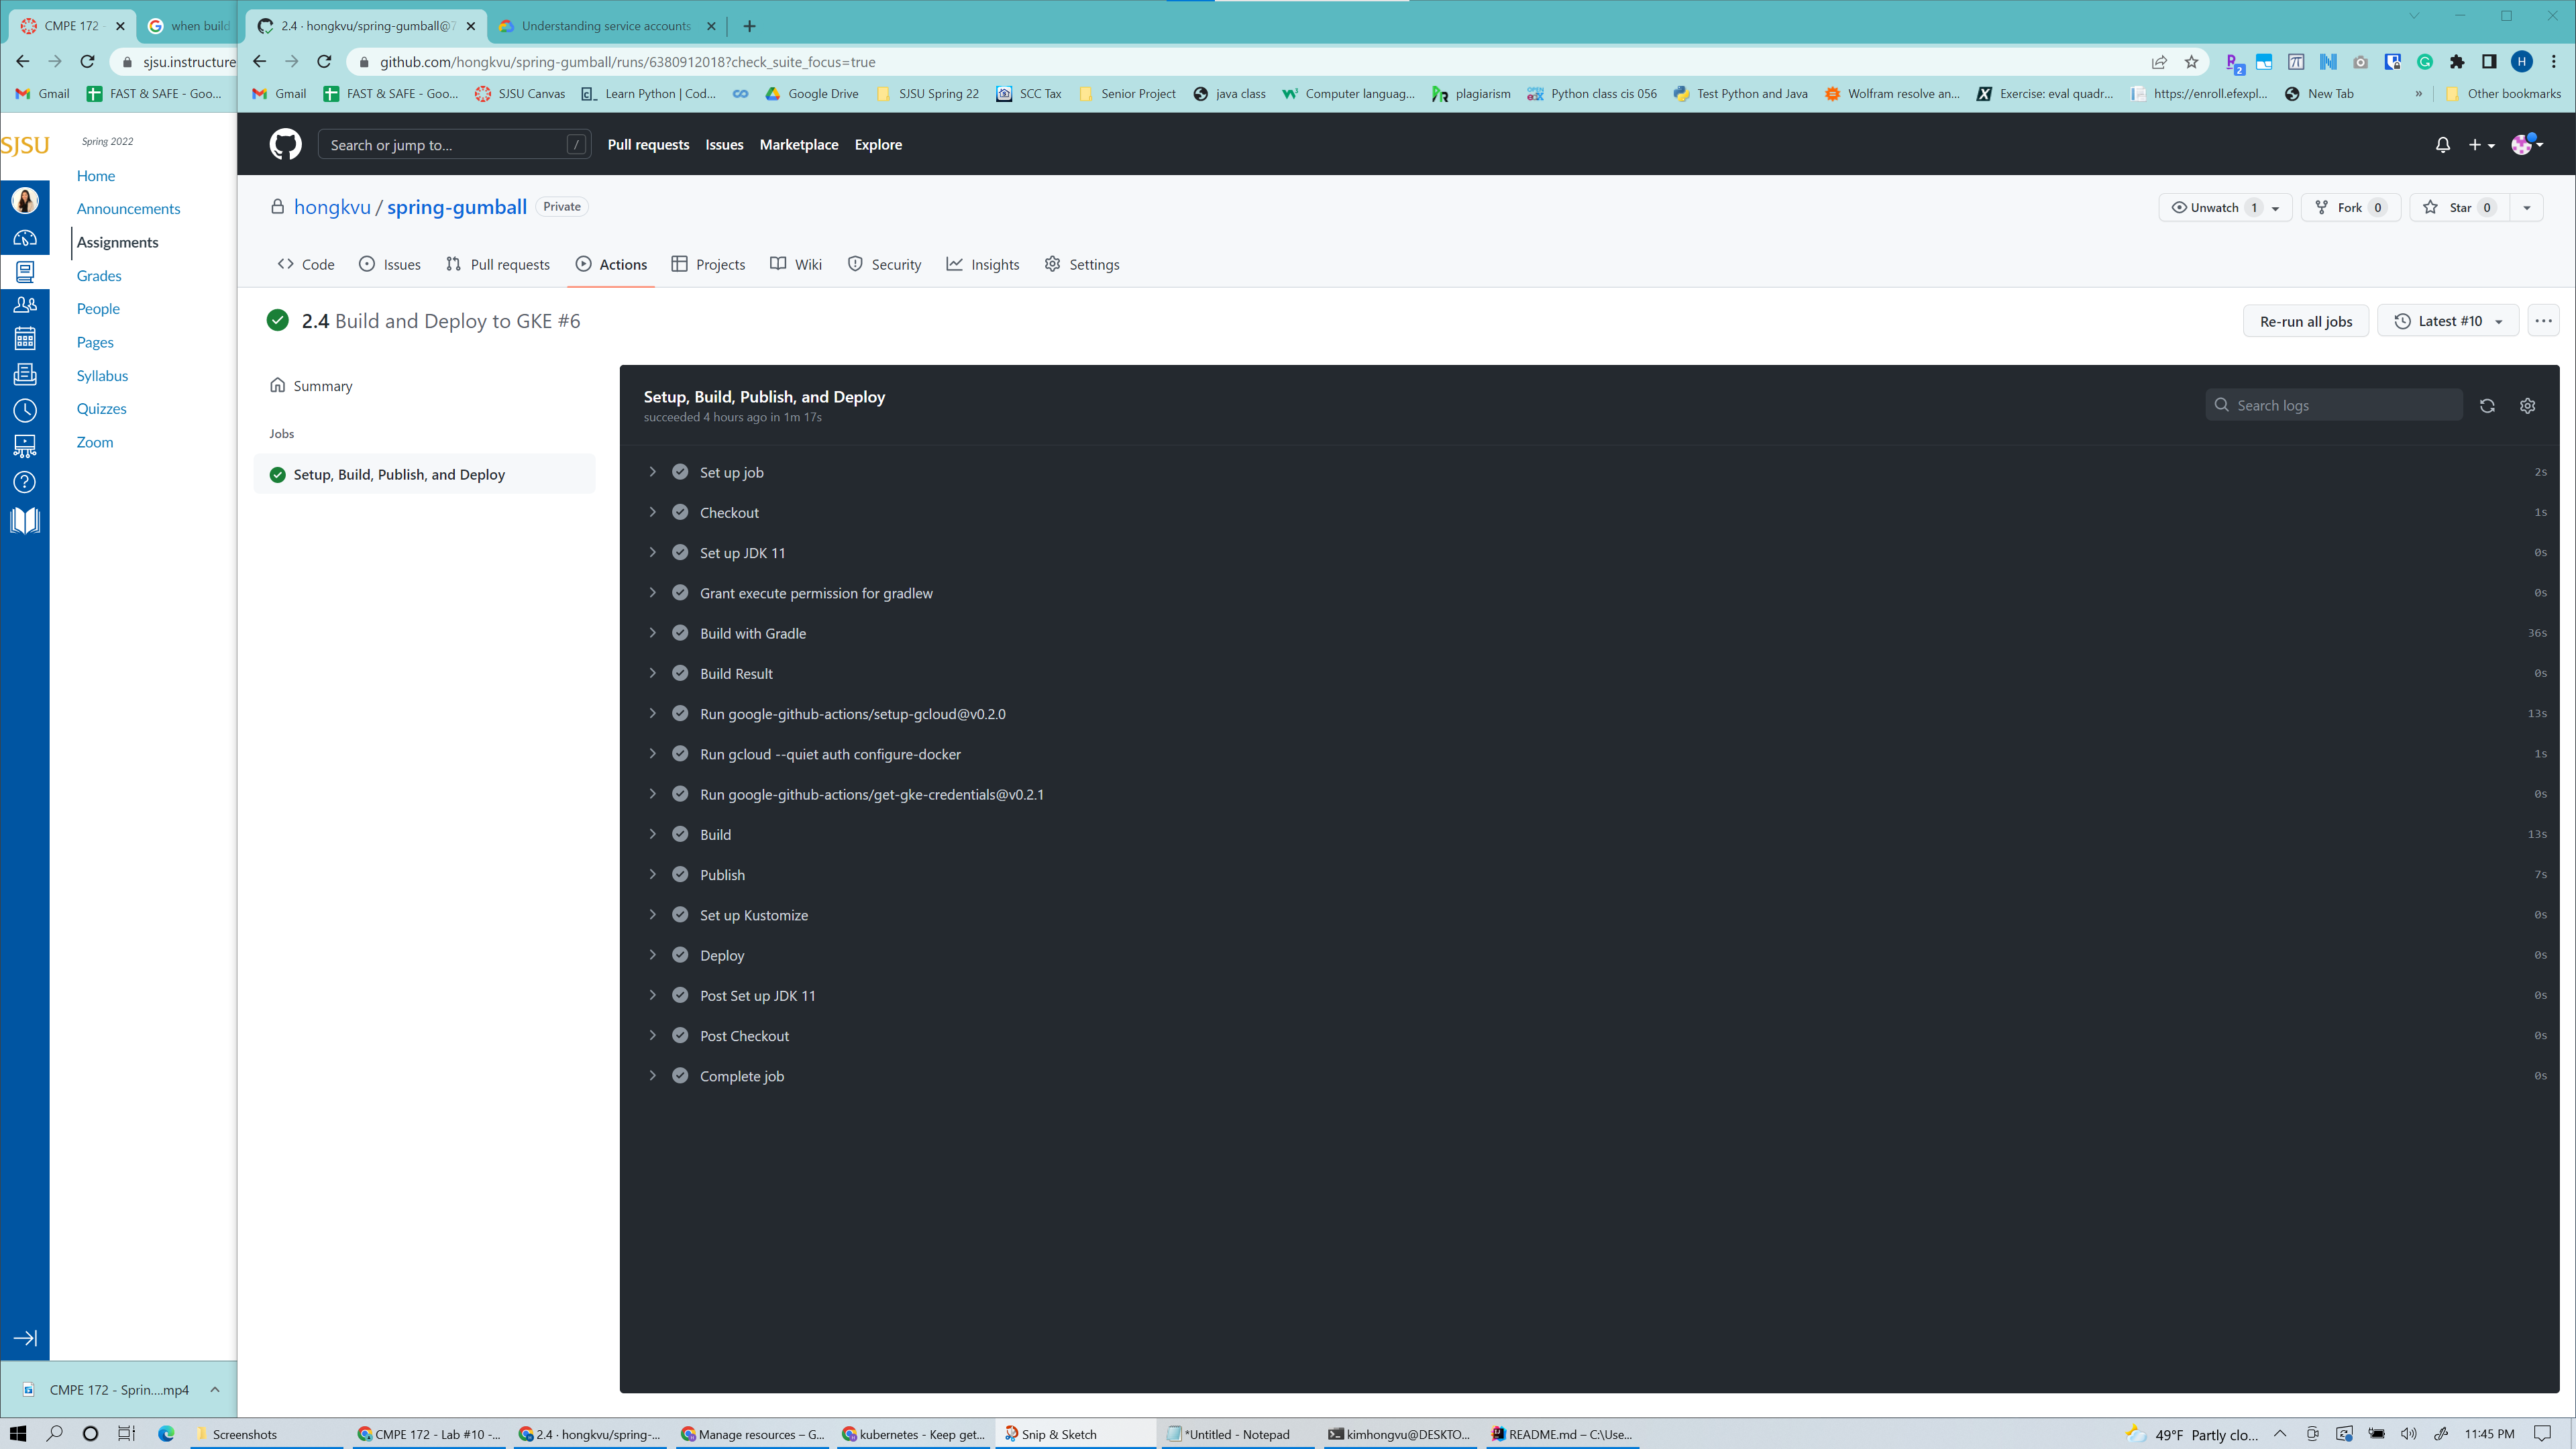 CMPE 172 -
when build
2.4 · hongkvu/spring-gumball@7
Understanding service accounts
sjsu.instructure
github.com/hongkvu/spring-gumball/runs/6380912018?check_suite_focus=true
2
H
Gmail
FAST & SAFE - Goo...
Gmail
FAST & SAFE - Goo...
SJSU Canvas
Learn Python | Cod...
Google Drive
SJSU Spring 22
SCC Tax
Senior Project
java class
Computer languag...
plagiarism
Python class cis 056
Test Python and Java
Wolfram resolve an...
Exercise: eval quadr...
https://enroll.efexpl...
New Tab
»
Other bookmarks
SJSU
Spring 2022
Home
Announcements
Assignments
Grades
People
Pages
Syllabus
Quizzes
Zoom
CMPE 172 - Sprin....mp4
Search or jump to...
/
Pull requests
Issues
Marketplace
Explore
hongkvu / spring-gumball
Private
Unwatch 1
Fork 0
Star 0
Code
Issues
Pull requests
Actions
Projects
Wiki
Security
Insights
Settings
2.4 Build and Deploy to GKE #6
Re-run all jobs
Latest #10
Summary
Jobs
Setup, Build, Publish, and Deploy
Setup, Build, Publish, and Deploy
succeeded 4 hours ago in 1m 17s
Search logs
Set up job 2s
Checkout 1s
Set up JDK 11 0s
Grant execute permission for gradlew 0s
Build with Gradle 36s
Build Result 0s
Run google-github-actions/setup-gcloud@v0.2.0 13s
Run gcloud --quiet auth configure-docker 1s
Run google-github-actions/get-gke-credentials@v0.2.1 0s
Build 13s
Publish 7s
Set up Kustomize 0s
Deploy 0s
Post Set up JDK 11 0s
Post Checkout 0s
Complete job 0s
Screenshots
CMPE 172 - Lab #10 -...
2.4 · hongkvu/spring-...
Manage resources – G...
kubernetes - Keep get...
Snip & Sketch
*Untitled - Notepad
kimhongvu@DESKTO...
README.md – C:\Use...
49°F Partly clo...
11:45 PM